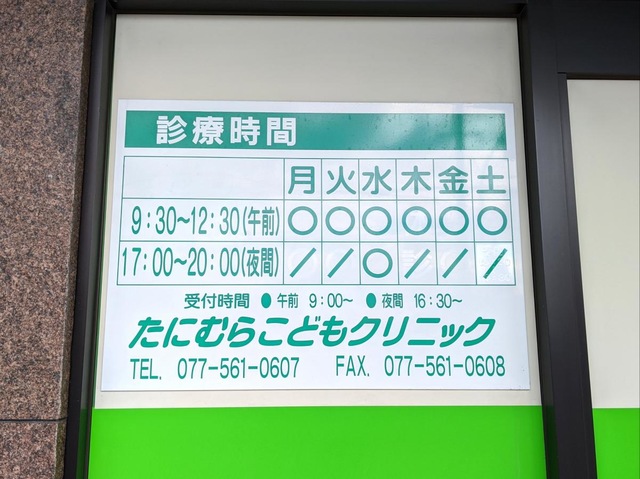 診療時間
月 火 水 木 金 土
9:30〜12:30(午前) ○ ○ ○ ○ ○ ○
17:00〜20:00(夜間) / / ○ / / /
受付時間 ●午前 9:00〜 ●夜間 16:30〜
たにむらこどもクリニック
TEL. 077-561-0607 FAX. 077-561-0608